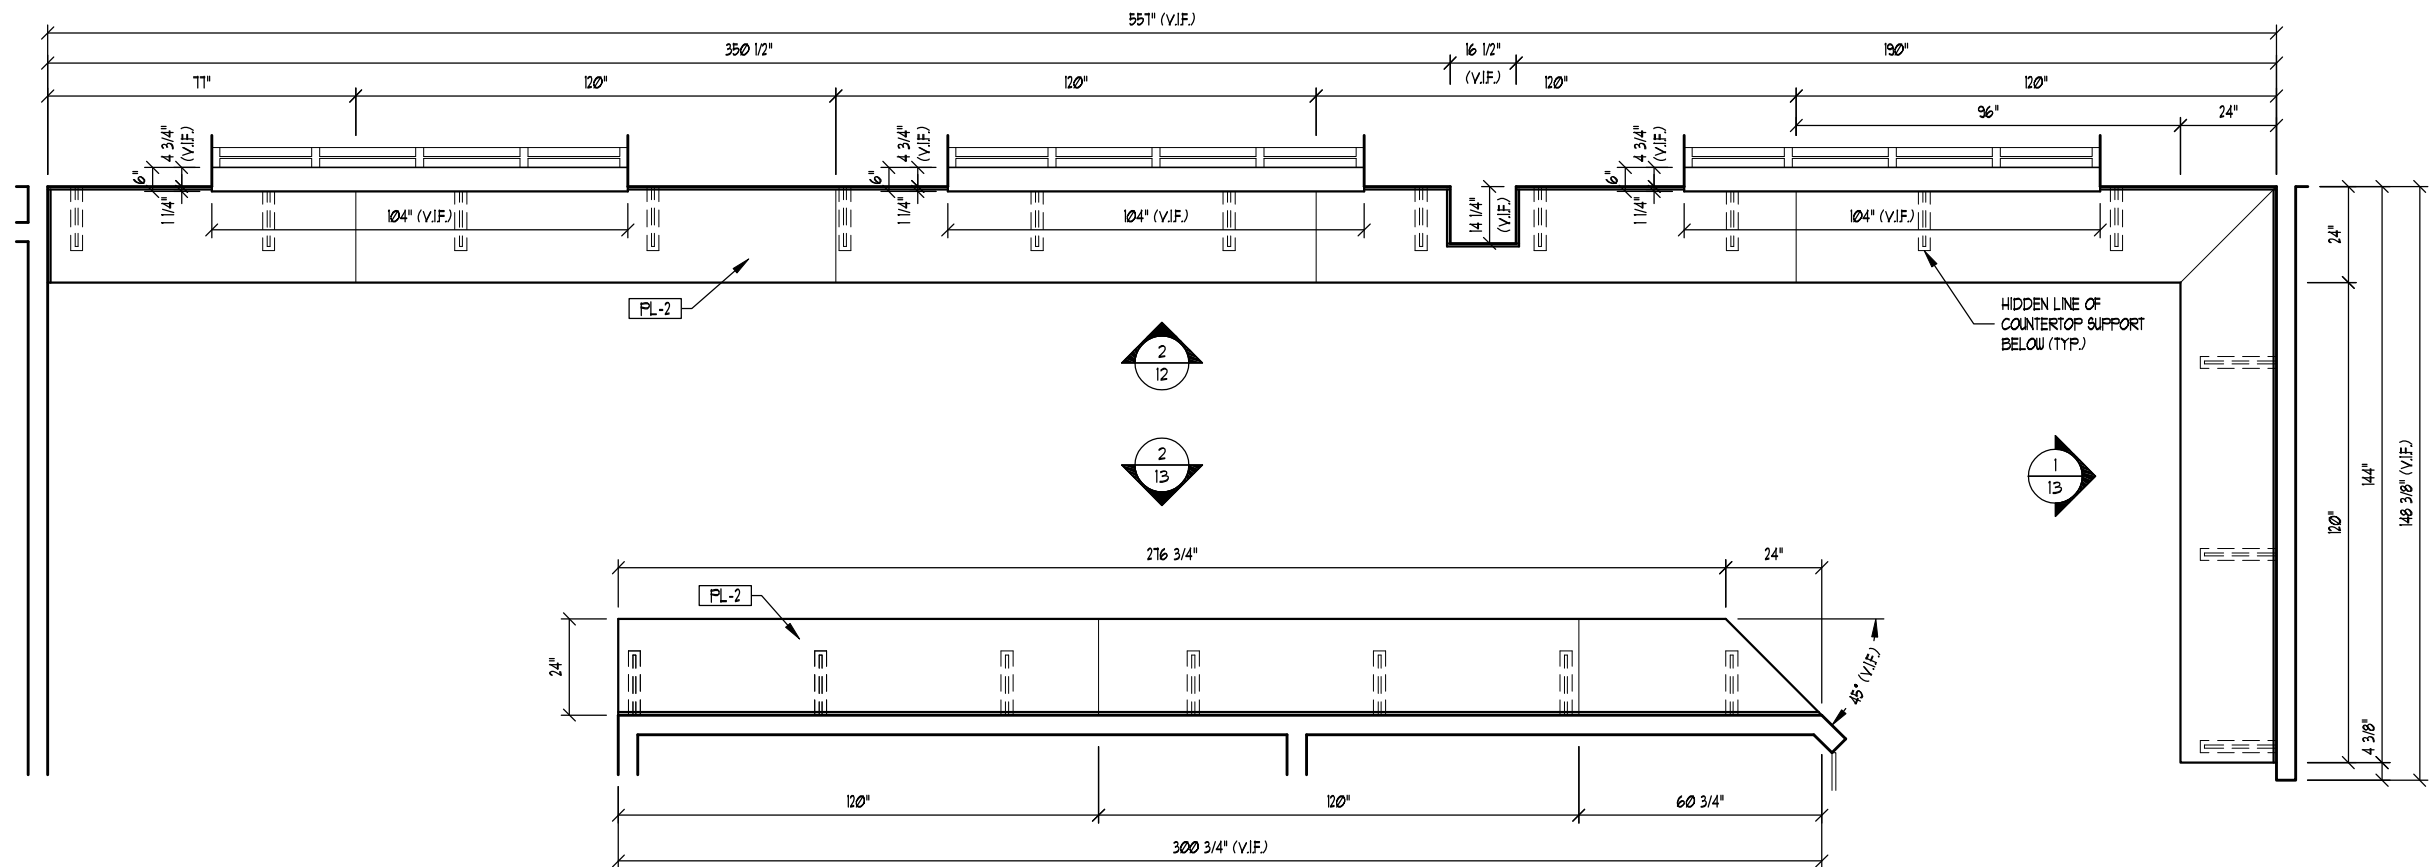 557" (V.I.F.)
350 1/2"
16 1/2"
(V.I.F.)
190"
77"
120"
120"
120"
120"
96"
24"
6"
4 3/4"
(V.I.F.)
1 1/4"
6"
4 3/4"
(V.I.F.)
1 1/4"
6"
4 3/4"
(V.I.F.)
1 1/4"
104" (V.I.F.)
104" (V.I.F.)
14 1/4"
(V.I.F.)
104" (V.I.F.)
24"
PL-2
HIDDEN LINE OF
COUNTERTOP SUPPORT
BELOW (TYP.)
2
12
2
13
1
13
144"
148 3/8" (V.I.F.)
120"
4 3/8"
276 3/4"
24"
PL-2
24"
45° (V.I.F.)
120"
120"
60 3/4"
300 3/4" (V.I.F.)